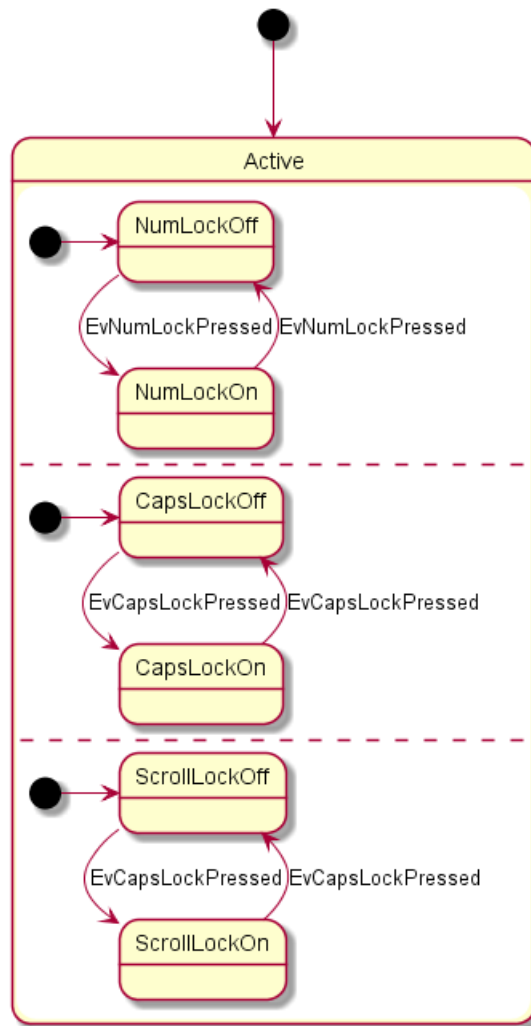 Active
NumLockOff
EvNumLockPressed EvNumLockPressed
NumLockOn
CapsLockOff
EvCapsLockPressed EvCapsLockPressed
CapsLockOn
ScrollLockOff
EvCapsLockPressed EvCapsLockPressed
ScrollLockOn